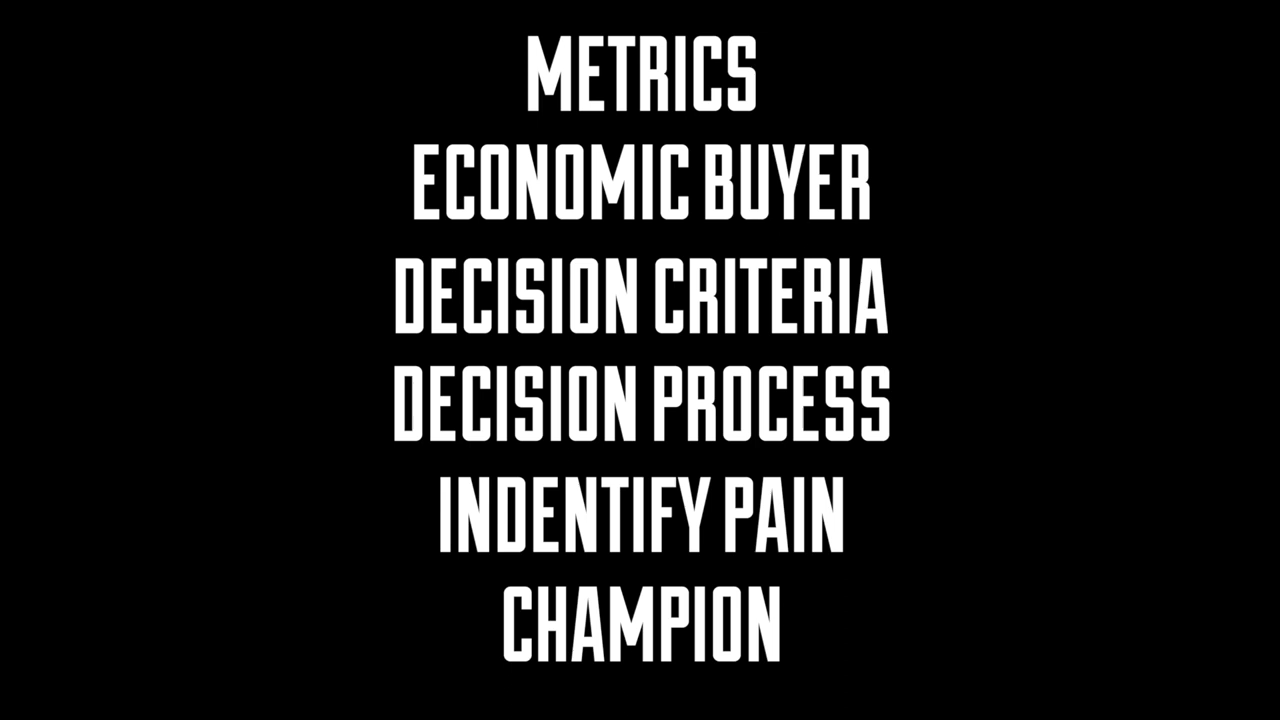 METRICS
ECONOMIC BUYER
DECISION CRITERIA
DECISION PROCESS
INDENTIFY PAIN
CHAMPION